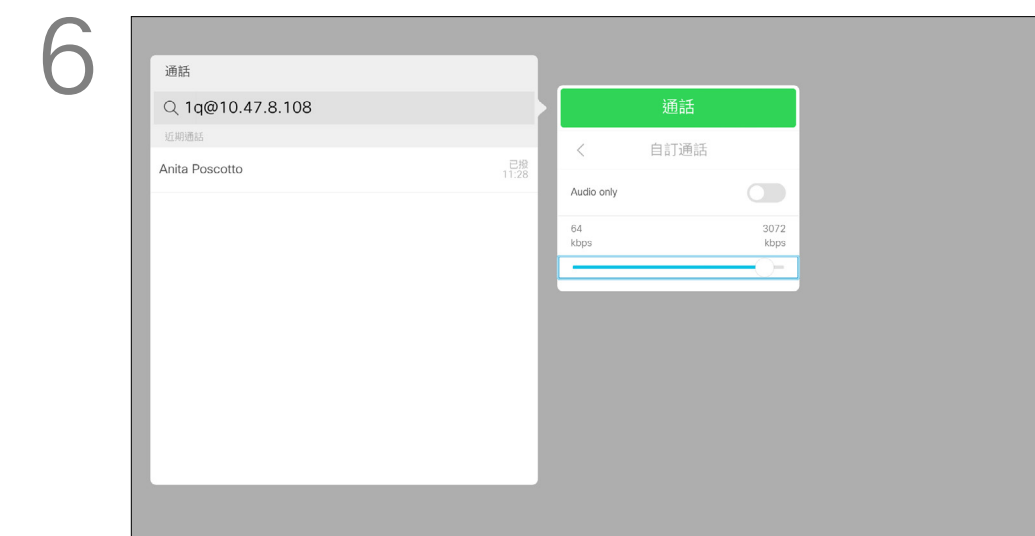 6
通話
1q@10.47.8.108
近期通話
Anita Poscotto
已撥
11:28
通話
自訂通話
Audio only
64
kbps
3072
kbps